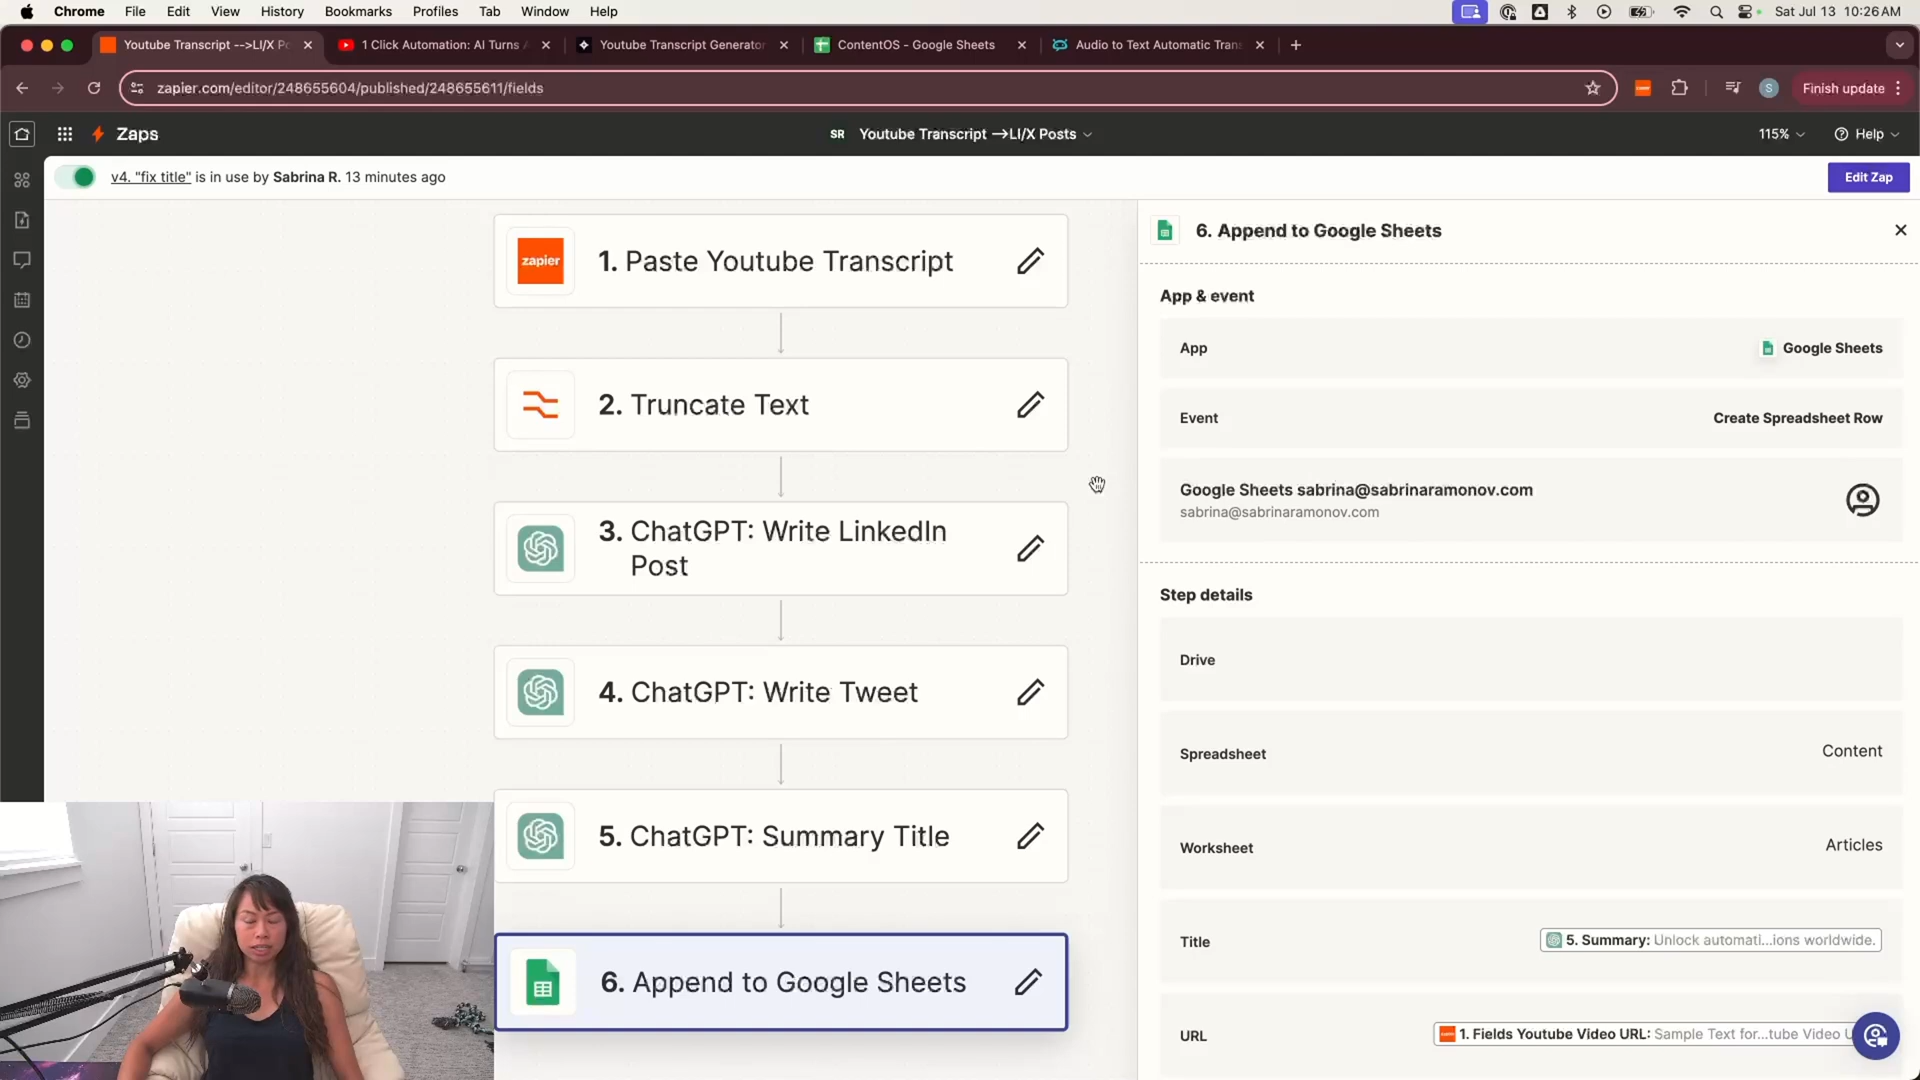 Chrome File Edit View History Bookmarks Profiles Tab Window Help Sat Jul 13 10:26 AM
Youtube Transcript -->LI/X Po 1 Click Automation: AI Turns Youtube Transcript Generator ContentOS - Google Sheets Audio to Text Automatic Tran
zapier.com/editor/248655604/published/248655611/fields S Finish update
Zaps SR Youtube Transcript ->LI/X Posts 115% Help
v4. "fix title" is in use by Sabrina R. 13 minutes ago Edit Zap
zapier 1. Paste Youtube Transcript
2. Truncate Text
3. ChatGPT: Write LinkedIn
Post
4. ChatGPT: Write Tweet
5. ChatGPT: Summary Title
6. Append to Google Sheets
6. Append to Google Sheets
App & event
App Google Sheets
Event Create Spreadsheet Row
Google Sheets sabrina@sabrinaramonov.com
sabrina@sabrinaramonov.com
Step details
Drive
Spreadsheet Content
Worksheet Articles
Title 5. Summary: Unlock automati...ions worldwide.
URL 1. Fields Youtube Video URL: Sample Text for...tube Video U